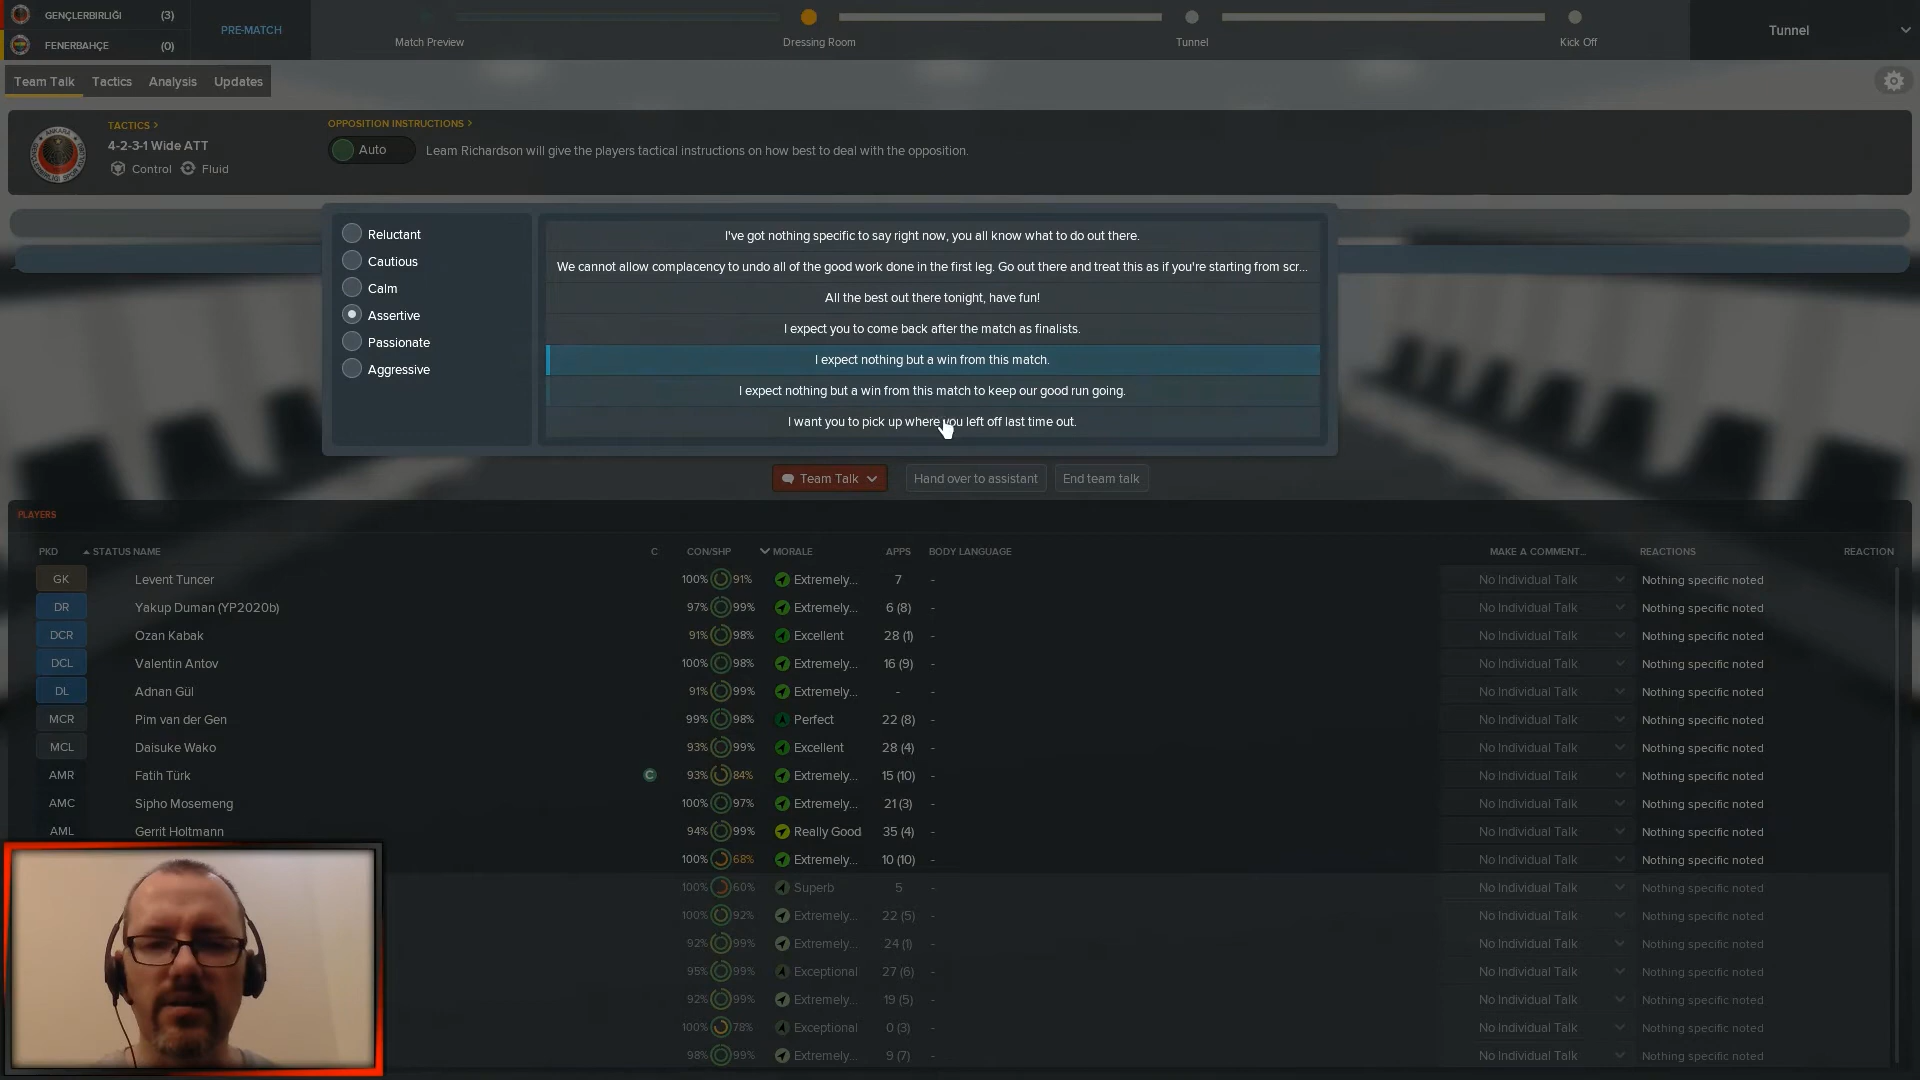 GENÇLERBIRLIĞI (3)
FENERBAHÇE (0)
PRE-MATCH
Match Preview
Dressing Room
Tunnel
Kick Off
Tunnel
Team Talk Tactics Analysis Updates
TACTICS >
4-2-3-1 Wide ATT
Control Fluid
OPPOSITION INSTRUCTIONS >
Auto
Leam Richardson will give the players tactical instructions on how best to deal with the opposition.
Reluctant
Cautious
Calm
Assertive
Passionate
Aggressive
I've got nothing specific to say right now, you all know what to do out there.
We cannot allow complacency to undo all of the good work done in the first leg. Go out there and treat this as if you're starting from scr...
All the best out there tonight, have fun!
I expect you to come back after the match as finalists.
I expect nothing but a win from this match.
I expect nothing but a win from this match to keep our good run going.
I want you to pick up where you left off last time out.
Team Talk Hand over to assistant End team talk
PLAYERS
PKD STATUS NAME C CON/SHP MORALE APPS BODY LANGUAGE MAKE A COMMENT... REACTIONS REACTION
GK Levent Tuncer 100% 91% Extremely... 7 - No Individual Talk Nothing specific noted
DR Yakup Duman (YP2020b) 97% 99% Extremely... 6 (8) - No Individual Talk Nothing specific noted
DCR Ozan Kabak 91% 98% Excellent 28 (1) - No Individual Talk Nothing specific noted
DCL Valentin Antov 100% 98% Extremely... 16 (9) - No Individual Talk Nothing specific noted
DL Adnan Gül 91% 99% Extremely... - - No Individual Talk Nothing specific noted
MCR Pim van der Gen 99% 98% Perfect 22 (8) - No Individual Talk Nothing specific noted
MCL Daisuke Wako 93% 99% Excellent 28 (4) - No Individual Talk Nothing specific noted
AMR Fatih Türk C 93% 84% Extremely... 15 (10) - No Individual Talk Nothing specific noted
AMC Sipho Mosemeng 100% 97% Extremely... 21 (3) - No Individual Talk Nothing specific noted
AML Gerrit Holtmann 94% 99% Really Good 35 (4) - No Individual Talk Nothing specific noted
100% 68% Extremely... 10 (10) - No Individual Talk Nothing specific noted
100% 60% Superb 5 - No Individual Talk Nothing specific noted
100% 92% Extremely... 22 (5) - No Individual Talk Nothing specific noted
92% 99% Extremely... 24 (1) - No Individual Talk Nothing specific noted
95% 99% Exceptional 27 (6) - No Individual Talk Nothing specific noted
92% 99% Extremely... 19 (5) - No Individual Talk Nothing specific noted
100% 78% Exceptional 0 (3) - No Individual Talk Nothing specific noted
98% 99% Extremely... 9 (7) - No Individual Talk Nothing specific noted